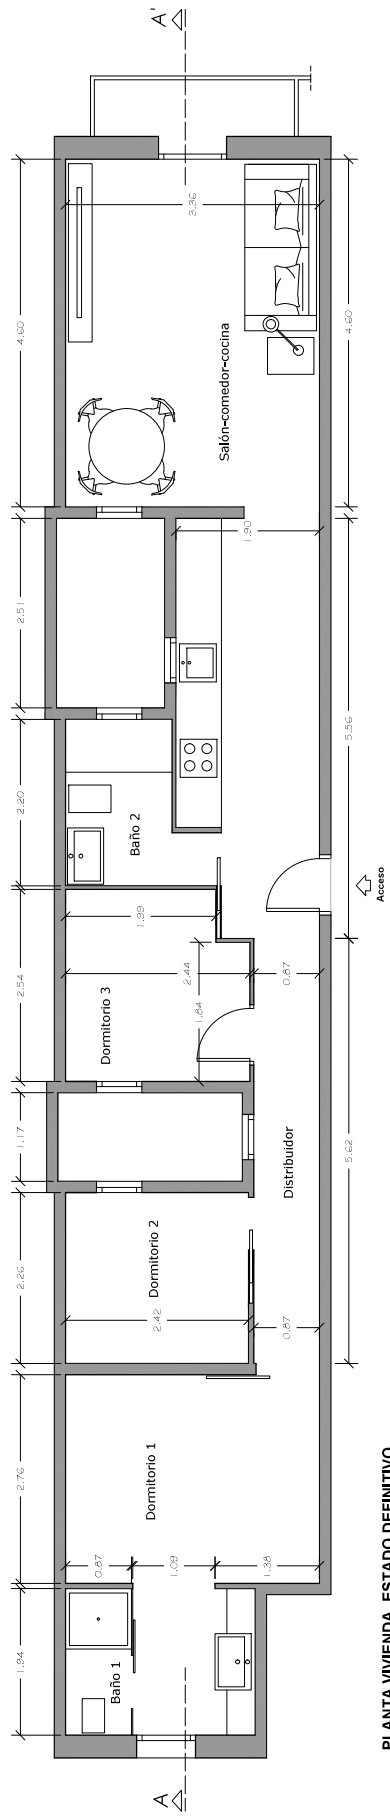 A'
4.60
3.36
4.60
Salón-comedor-cocina
1.90
2.51
5.56
2.20
Baño 2
Acceso
1.99
2.54
2.44
0.87
1.84
Dormitorio 3
1.17
Distribuidor
5.62
2.26
Dormitorio 2
2.42
0.87
2.76
Dormitorio 1
0.87
1.09
1.38
1.94
Baño 1
A
PLANTA VIVIENDA. ESTADO DEFINITIVO